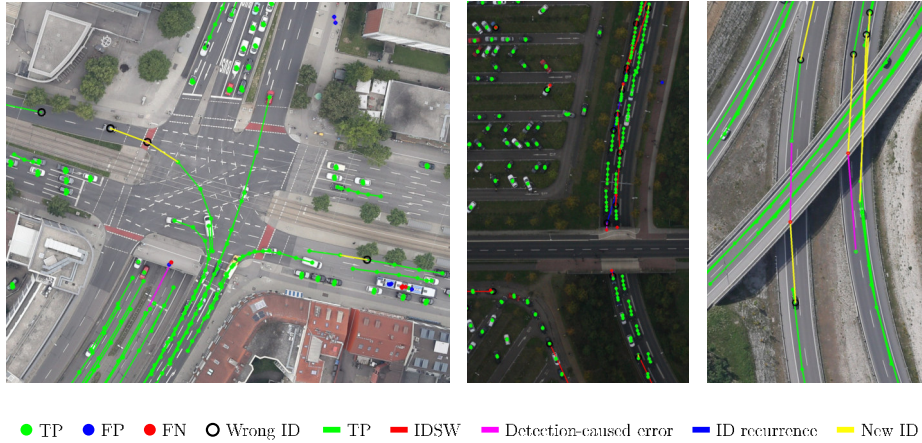 TP FP FN Wrong ID TP IDSW Detection-caused error ID recurrence New ID